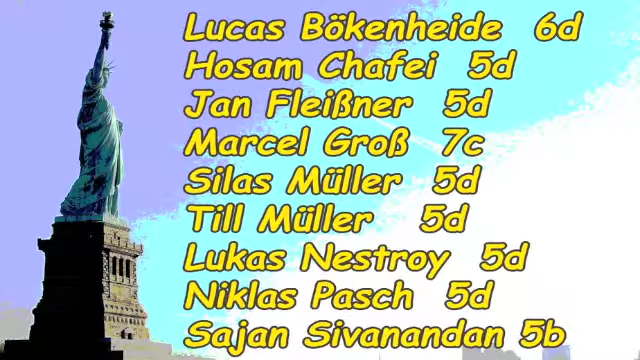 Lucas Bökenheide 6d
Hosam Chafei 5d
Jan Fleißner 5d
Marcel Groß 7c
Silas Müller 5d
Till Müller 5d
Lukas Nestroy 5d
Niklas Pasch 5d
Sajan Sivanandan 5b